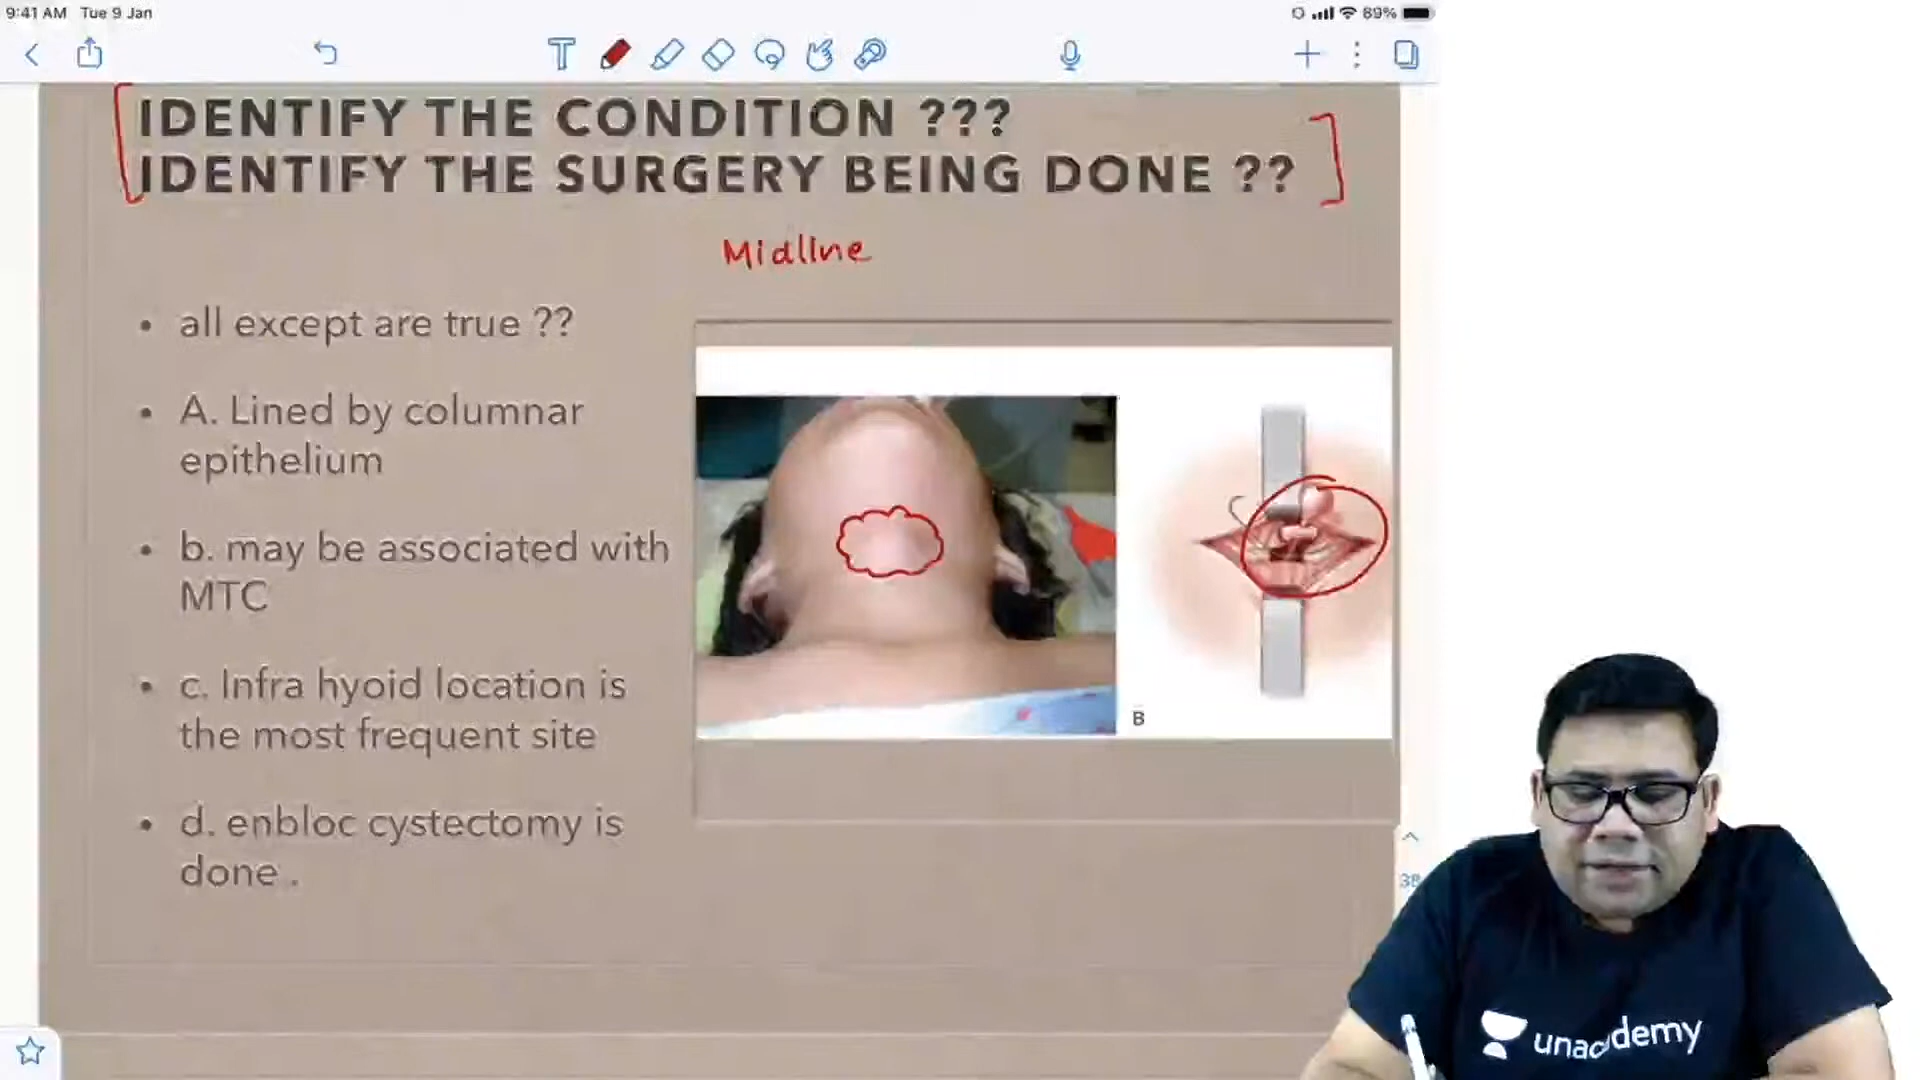 9:41 AM Tue 9 Jan
89%
IDENTIFY THE CONDITION ???
IDENTIFY THE SURGERY BEING DONE ??
Midline
• all except are true ??
• A. Lined by columnar
epithelium
• b. may be associated with
MTC
• c. Infra hyoid location is
the most frequent site
• d. enbloc cystectomy is
done .
B
unacademy